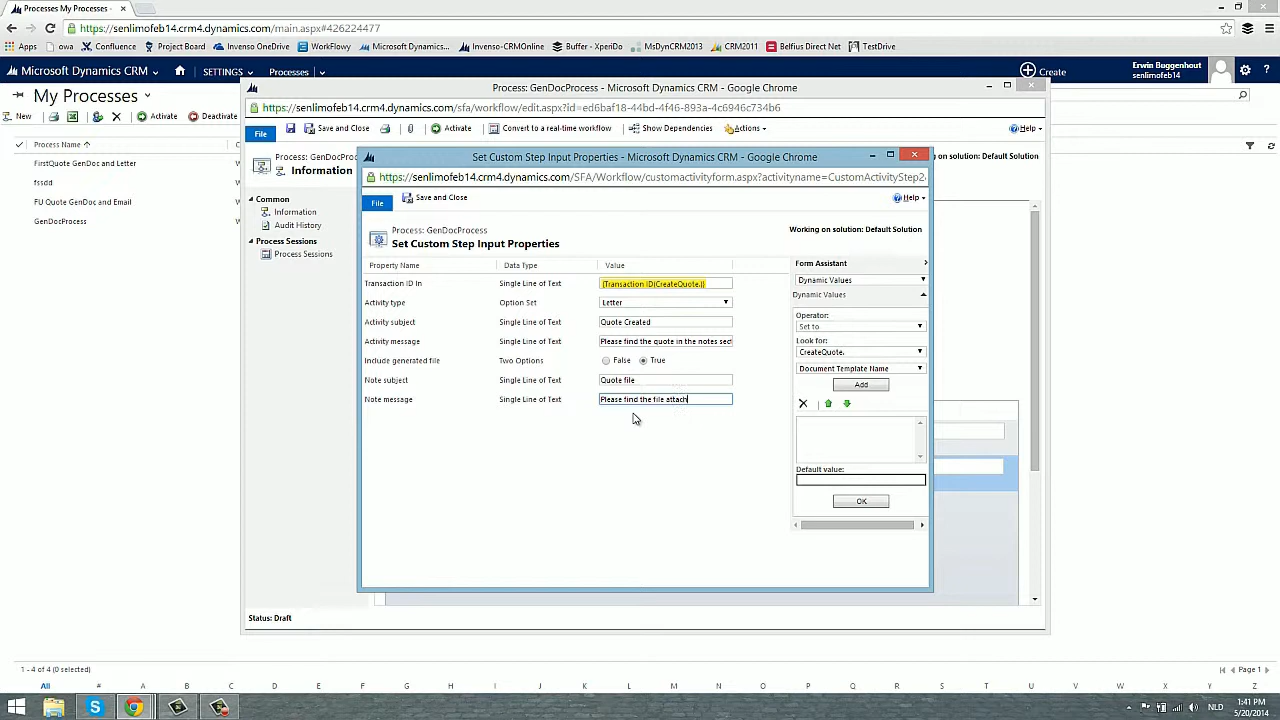 Processes My Processes -
https://senlimofeb14.crm4.dynamics.com/main.aspx#426224477
Apps owa Confluence Project Board Invenso OneDrive WorkFlowy Microsoft Dynamics... Invenso-CRMOnline Buffer - XperiDo MsDynCRM2013 CRM2011 Belfius Direct Net TestDrive
Microsoft Dynamics CRM SETTINGS Processes Create Erwin Buggenhout
senlimofeb14
My Processes
New Activate Deactivate
Process Name
FirstQuote GenDoc and Letter
fssdd
FU Quote GenDoc and Email
GenDocProcess
Process: GenDocProcess - Microsoft Dynamics CRM - Google Chrome
https://senlimofeb14.crm4.dynamics.com/sfa/workflow/edit.aspx?id=ed6baf18-44bd-4f46-893a-4c6946c734b6
File Save and Close Activate Convert to a real-time workflow Show Dependencies Actions Help
Process: GenDocProc
Information
on solution: Default Solution
Common
Information
Audit History
Process Sessions
Process Sessions
Set Custom Step Input Properties - Microsoft Dynamics CRM - Google Chrome
https://senlimofeb14.crm4.dynamics.com/SFA/Workflow/customactivityform.aspx?activityname=CustomActivityStep2
File Save and Close Help
Process: GenDocProcess
Set Custom Step Input Properties
Working on solution: Default Solution
Property Name Data Type Value
Transaction ID In Single Line of Text {Transaction ID(CreateQuote.)}
Activity type Option Set Letter
Activity subject Single Line of Text Quote Created
Activity message Single Line of Text Please find the quote in the notes sect
Include generated file Two Options False True
Note subject Single Line of Text Quote file
Note message Single Line of Text Please find the file attach
Form Assistant
Dynamic Values
Dynamic Values
Operator:
Set to
Look for:
CreateQuote.
Document Template Name
Add
Default value:
OK
Status: Draft
1 - 4 of 4 (0 selected) Page 1
All # A B C D E F G H I J K L M N O P Q R S T U V W X Y Z
NLD
1:41 PM
5/20/2014